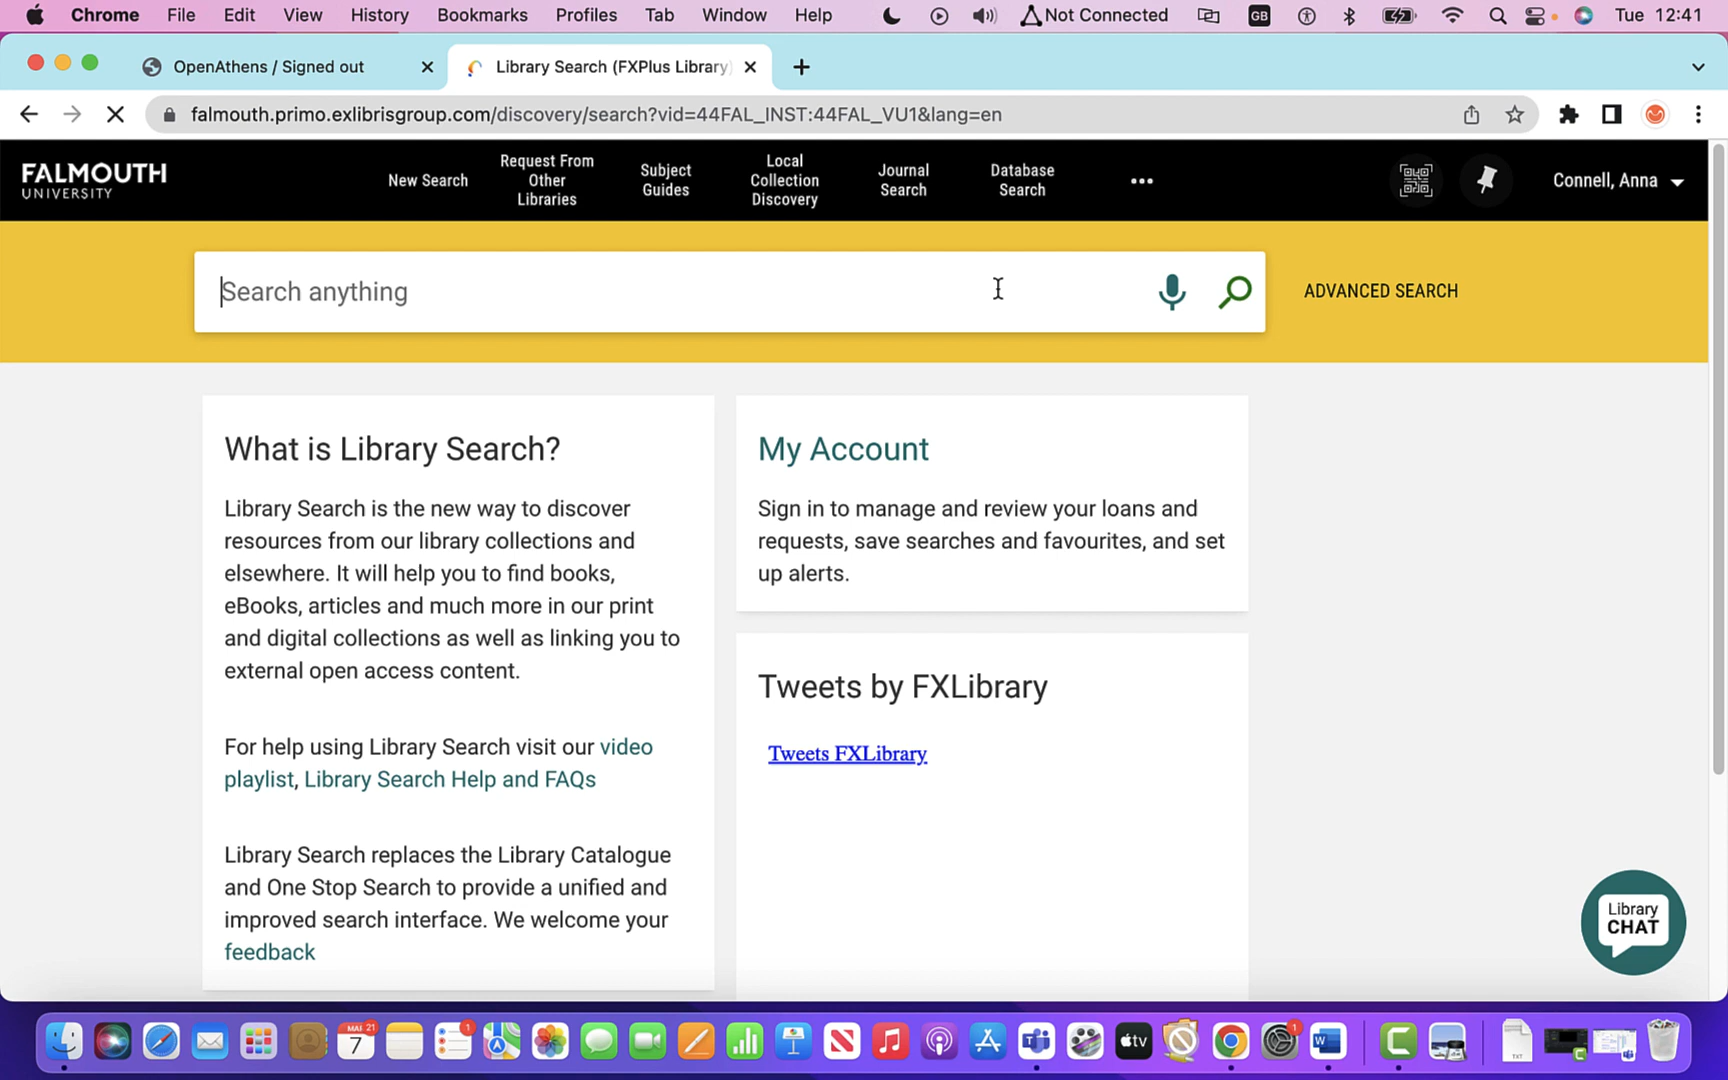 Chrome File Edit View History Bookmarks Profiles Tab Window Help Not Connected GB Tue 12:41
OpenAthens / Signed out
Library Search (FXPlus Library)
falmouth.primo.exlibrisgroup.com/discovery/search?vid=44FAL_INST:44FAL_VU1&lang=en
FALMOUTH
UNIVERSITY
New Search
Request From
Other
Libraries
Subject
Guides
Local
Collection
Discovery
Journal
Search
Database
Search
Connell, Anna
Search anything
ADVANCED SEARCH
What is Library Search?
Library Search is the new way to discover
resources from our library collections and
elsewhere. It will help you to find books,
eBooks, articles and much more in our print
and digital collections as well as linking you to
external open access content.
For help using Library Search visit our video
playlist, Library Search Help and FAQs
Library Search replaces the Library Catalogue
and One Stop Search to provide a unified and
improved search interface. We welcome your
feedback
My Account
Sign in to manage and review your loans and
requests, save searches and favourites, and set
up alerts.
Tweets by FXLibrary
Tweets FXLibrary
Library
CHAT
MAI 21
7
1
tv
1
W
TXT